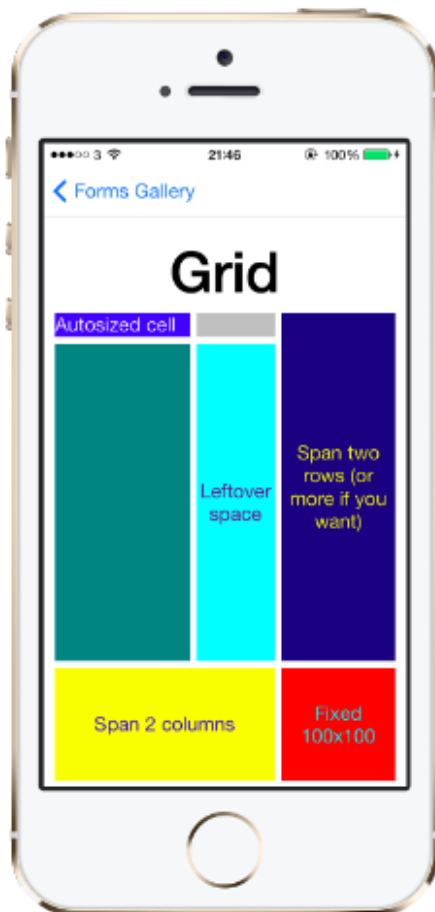 3 21:46 100%
Forms Gallery
Grid
Autosized cell
Leftover
space
Span two
rows (or
more if you
want)
Span 2 columns
Fixed
100x100